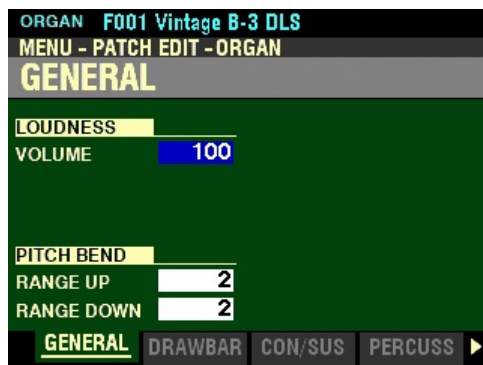 ORGAN F001 Vintage B-3 DLS
MENU - PATCH EDIT - ORGAN
GENERAL
LOUDNESS
VOLUME 100
PITCH BEND
RANGE UP 2
RANGE DOWN 2
GENERAL DRAWBAR CON/SUS PERCUSS